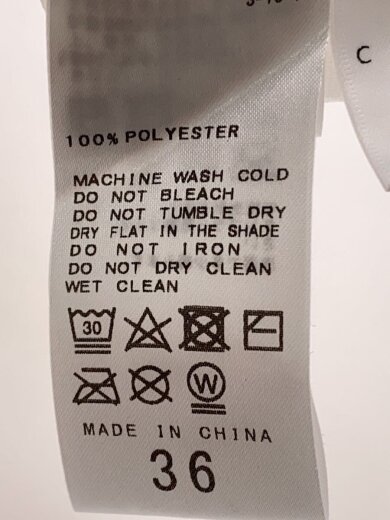 100% POLYESTER
MACHINE WASH COLD
DO NOT BLEACH
DO NOT TUMBLE DRY
DRY FLAT IN THE SHADE
DO NOT IRON
DO NOT DRY CLEAN
WET CLEAN
30
W
MADE IN CHINA
36
C